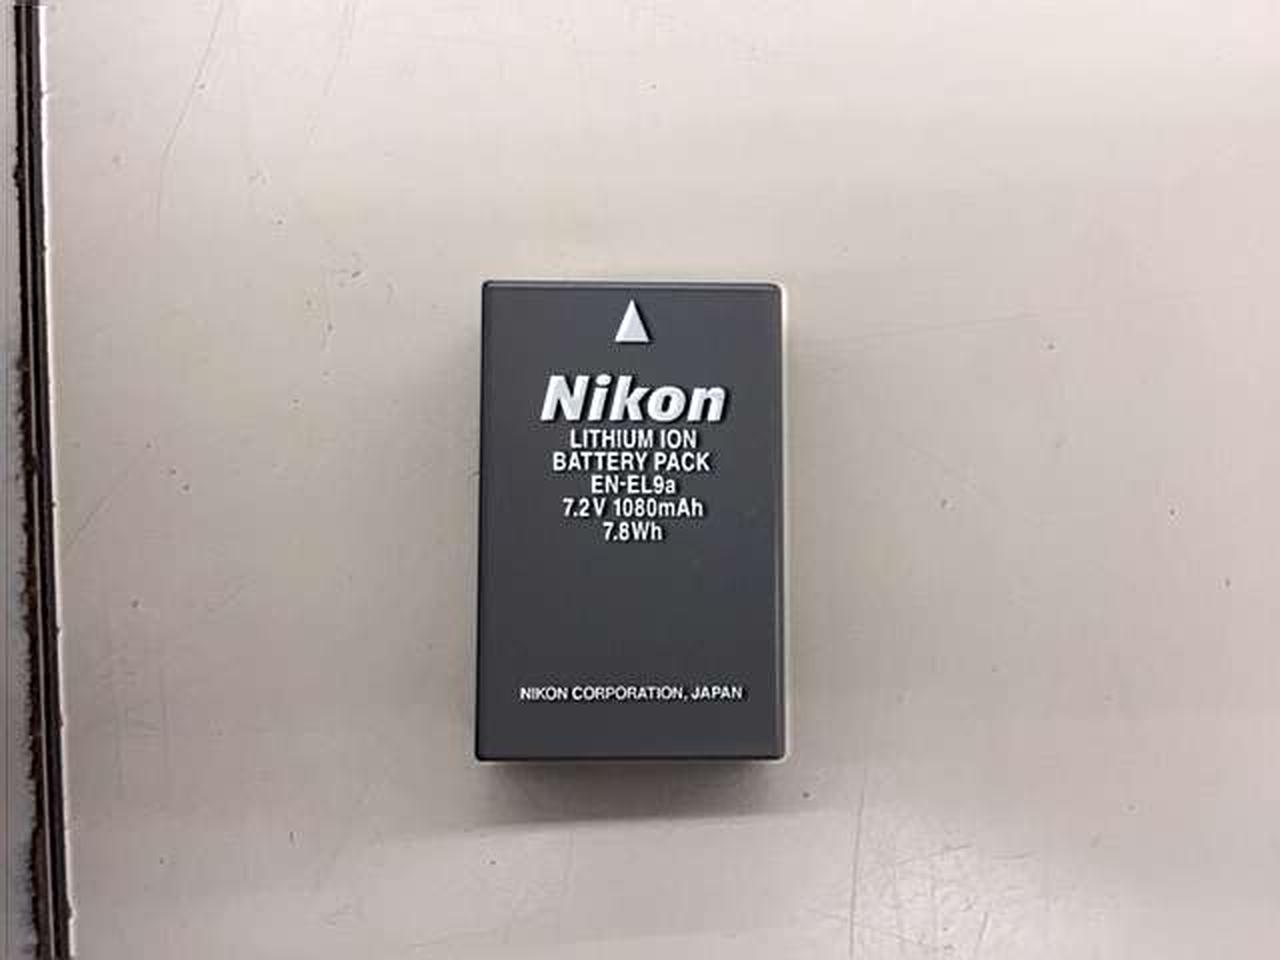 Nikon
LITHIUM ION
BATTERY PACK
EN-EL9a
7.2V 1080mAh
7.8Wh
NIKON CORPORATION, JAPAN